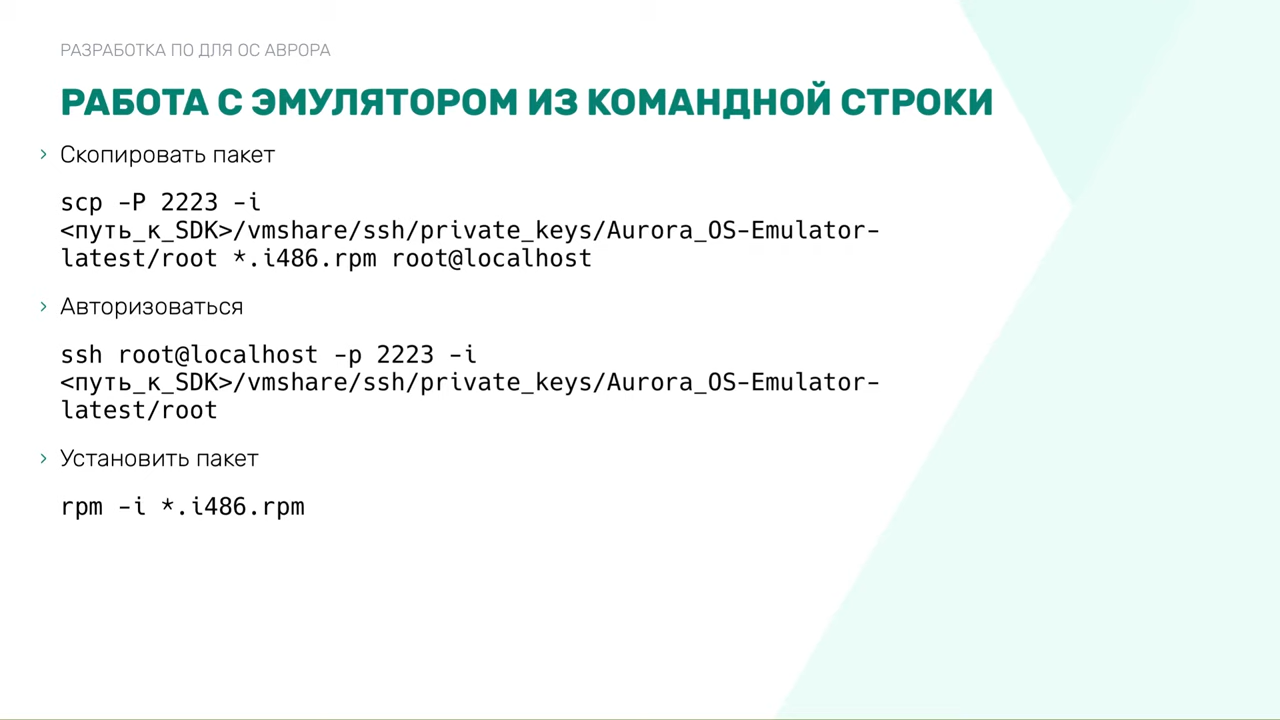 РАЗРАБОТКА ПО ДЛЯ ОС АВРОРА
РАБОТА С ЭМУЛЯТОРОМ ИЗ КОМАНДНОЙ СТРОКИ
› Скопировать пакет
scp -P 2223 -i
<путь_к_SDK>/vmshare/ssh/private_keys/Aurora_OS-Emulator-
latest/root *.i486.rpm root@localhost
› Авторизоваться
ssh root@localhost -p 2223 -i
<путь_к_SDK>/vmshare/ssh/private_keys/Aurora_OS-Emulator-
latest/root
› Установить пакет
rpm -i *.i486.rpm